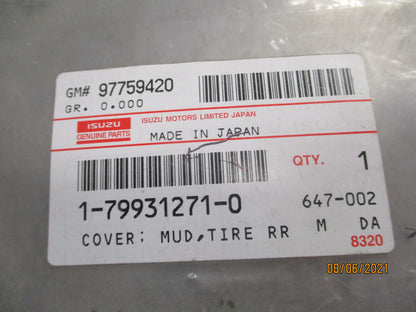 GM# 97759420
GR. 0.000
ISUZU
GENUINE PARTS
ISUZU MOTORS LIMITED JAPAN
MADE IN JAPAN
QTY. 1
1-79931271-0 647-002
COVER; MUD,TIRE RR M DA
8320
08/06/2021